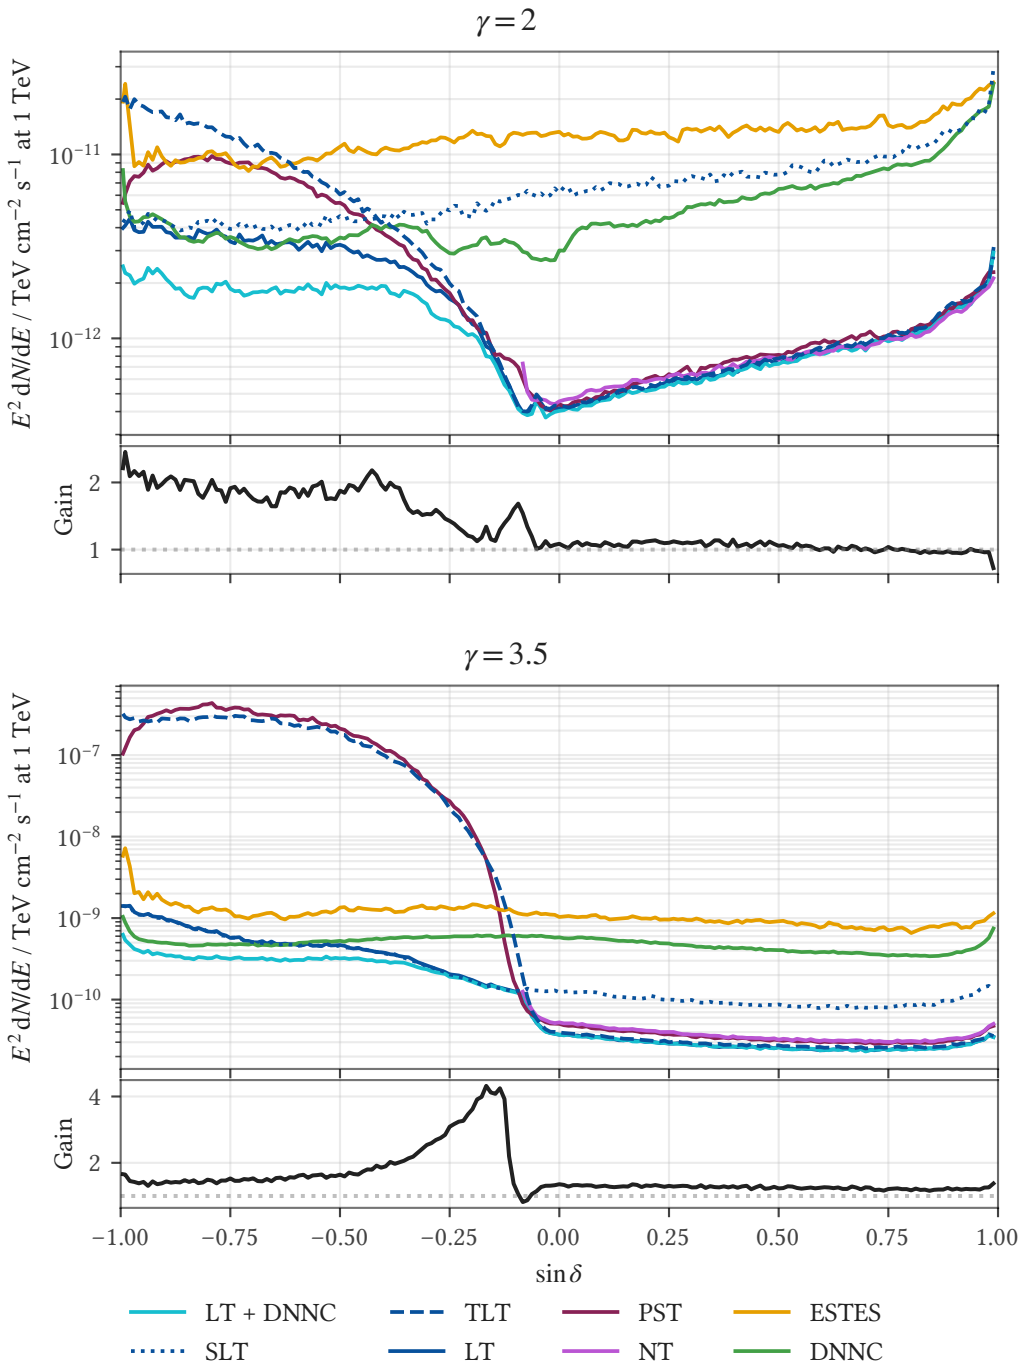 γ = 2
E² dN/dE / TeV cm⁻² s⁻¹ at 1 TeV
10⁻¹¹
10⁻¹²
Gain
2
1
γ = 3.5
E² dN/dE / TeV cm⁻² s⁻¹ at 1 TeV
10⁻⁷
10⁻⁸
10⁻⁹
10⁻¹⁰
Gain
4
2
−1.00 −0.75 −0.50 −0.25 0.00 0.25 0.50 0.75 1.00
sin δ
LT + DNNC TLT PST ESTES
SLT LT NT DNNC